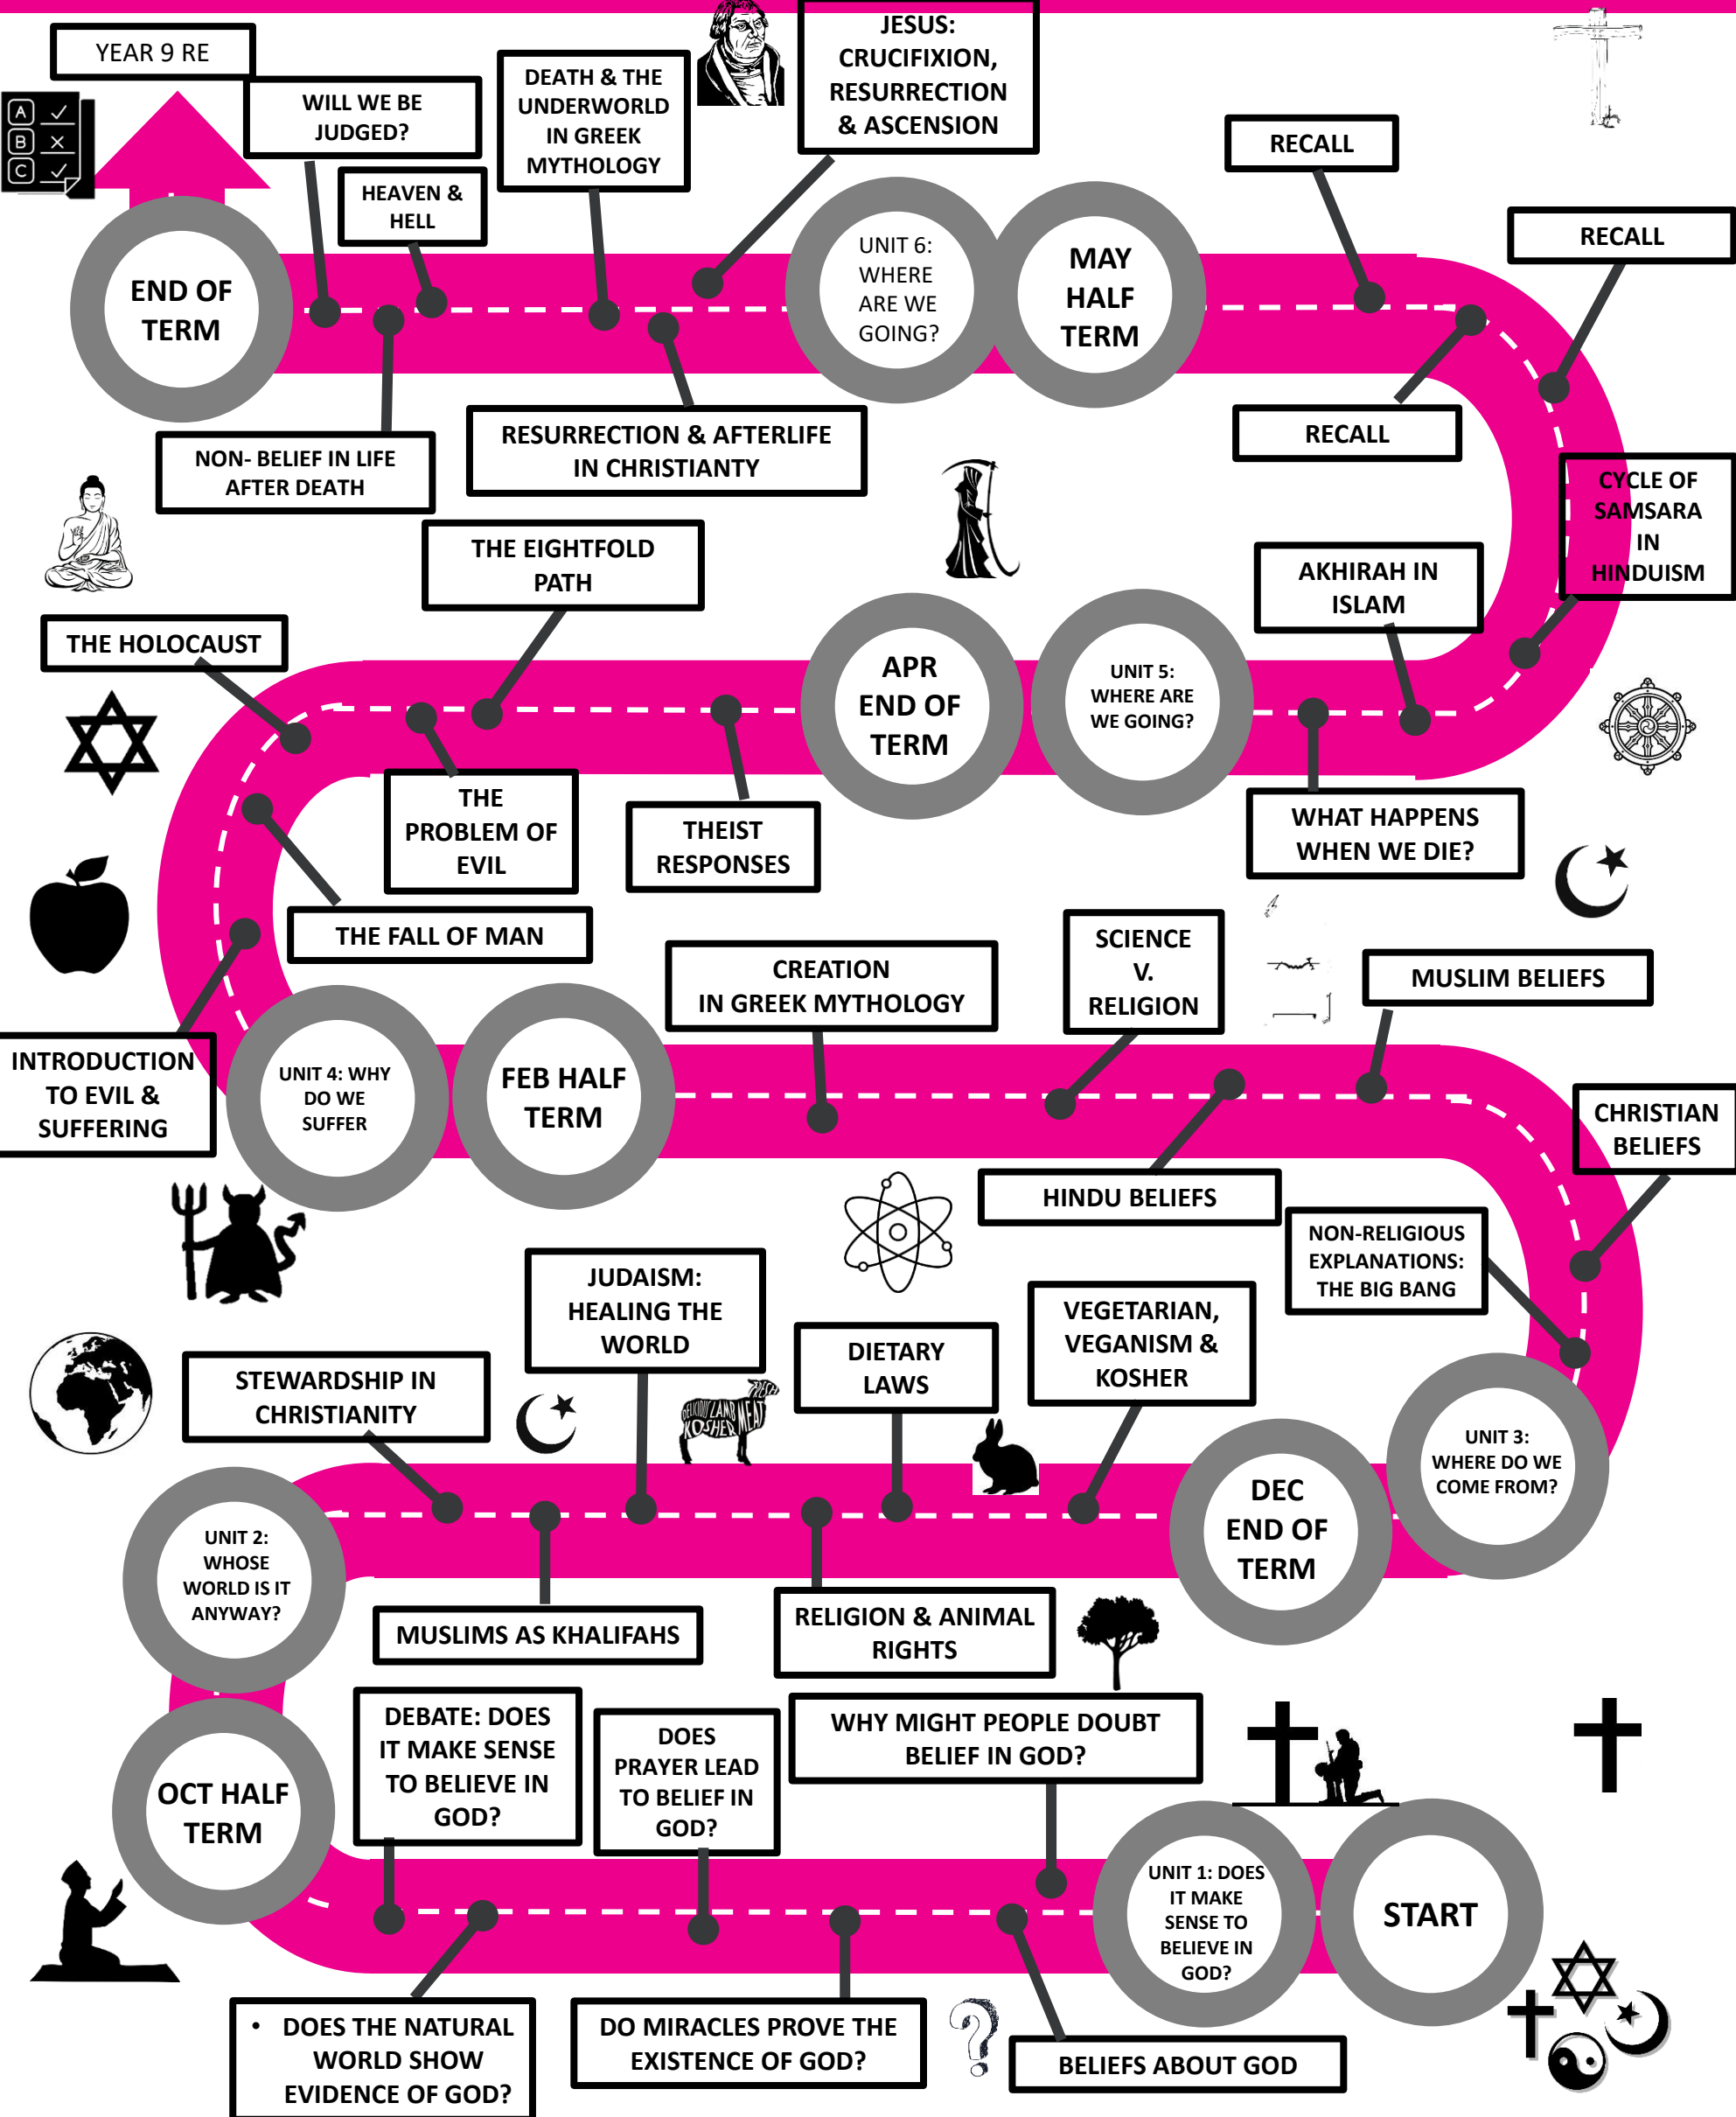 YEAR 9 RE
WILL WE BE
JUDGED?
DEATH & THE
UNDERWORLD
IN GREEK
MYTHOLOGY
JESUS:
CRUCIFIXION,
RESURRECTION
& ASCENSION
RECALL
RECALL
A
B
C
HEAVEN &
HELL
END OF
TERM
UNIT 6:
WHERE
ARE WE
GOING?
MAY
HALF
TERM
NON- BELIEF IN LIFE
AFTER DEATH
RESURRECTION & AFTERLIFE
IN CHRISTIANTY
RECALL
CYCLE OF
SAMSARA
IN
HINDUISM
THE EIGHTFOLD
PATH
AKHIRAH IN
ISLAM
THE HOLOCAUST
APR
END OF
TERM
UNIT 5:
WHERE ARE
WE GOING?
THE
PROBLEM OF
EVIL
THEIST
RESPONSES
WHAT HAPPENS
WHEN WE DIE?
THE FALL OF MAN
CREATION
IN GREEK MYTHOLOGY
SCIENCE
V.
RELIGION
MUSLIM BELIEFS
INTRODUCTION
TO EVIL &
SUFFERING
UNIT 4: WHY
DO WE
SUFFER
FEB HALF
TERM
CHRISTIAN
BELIEFS
HINDU BELIEFS
NON-RELIGIOUS
EXPLANATIONS:
THE BIG BANG
JUDAISM:
HEALING THE
WORLD
VEGETARIAN,
VEGANISM &
KOSHER
DIETARY
LAWS
STEWARDSHIP IN
CHRISTIANITY
DELICIOUS LAMB
KOSHER MEAT
UNIT 3:
WHERE DO WE
COME FROM?
DEC
END OF
TERM
UNIT 2:
WHOSE
WORLD IS IT
ANYWAY?
MUSLIMS AS KHALIFAHS
RELIGION & ANIMAL
RIGHTS
DEBATE: DOES
IT MAKE SENSE
TO BELIEVE IN
GOD?
DOES
PRAYER LEAD
TO BELIEF IN
GOD?
WHY MIGHT PEOPLE DOUBT
BELIEF IN GOD?
OCT HALF
TERM
UNIT 1: DOES
IT MAKE
SENSE TO
BELIEVE IN
GOD?
START
• DOES THE NATURAL
WORLD SHOW
EVIDENCE OF GOD?
DO MIRACLES PROVE THE
EXISTENCE OF GOD?
?
BELIEFS ABOUT GOD